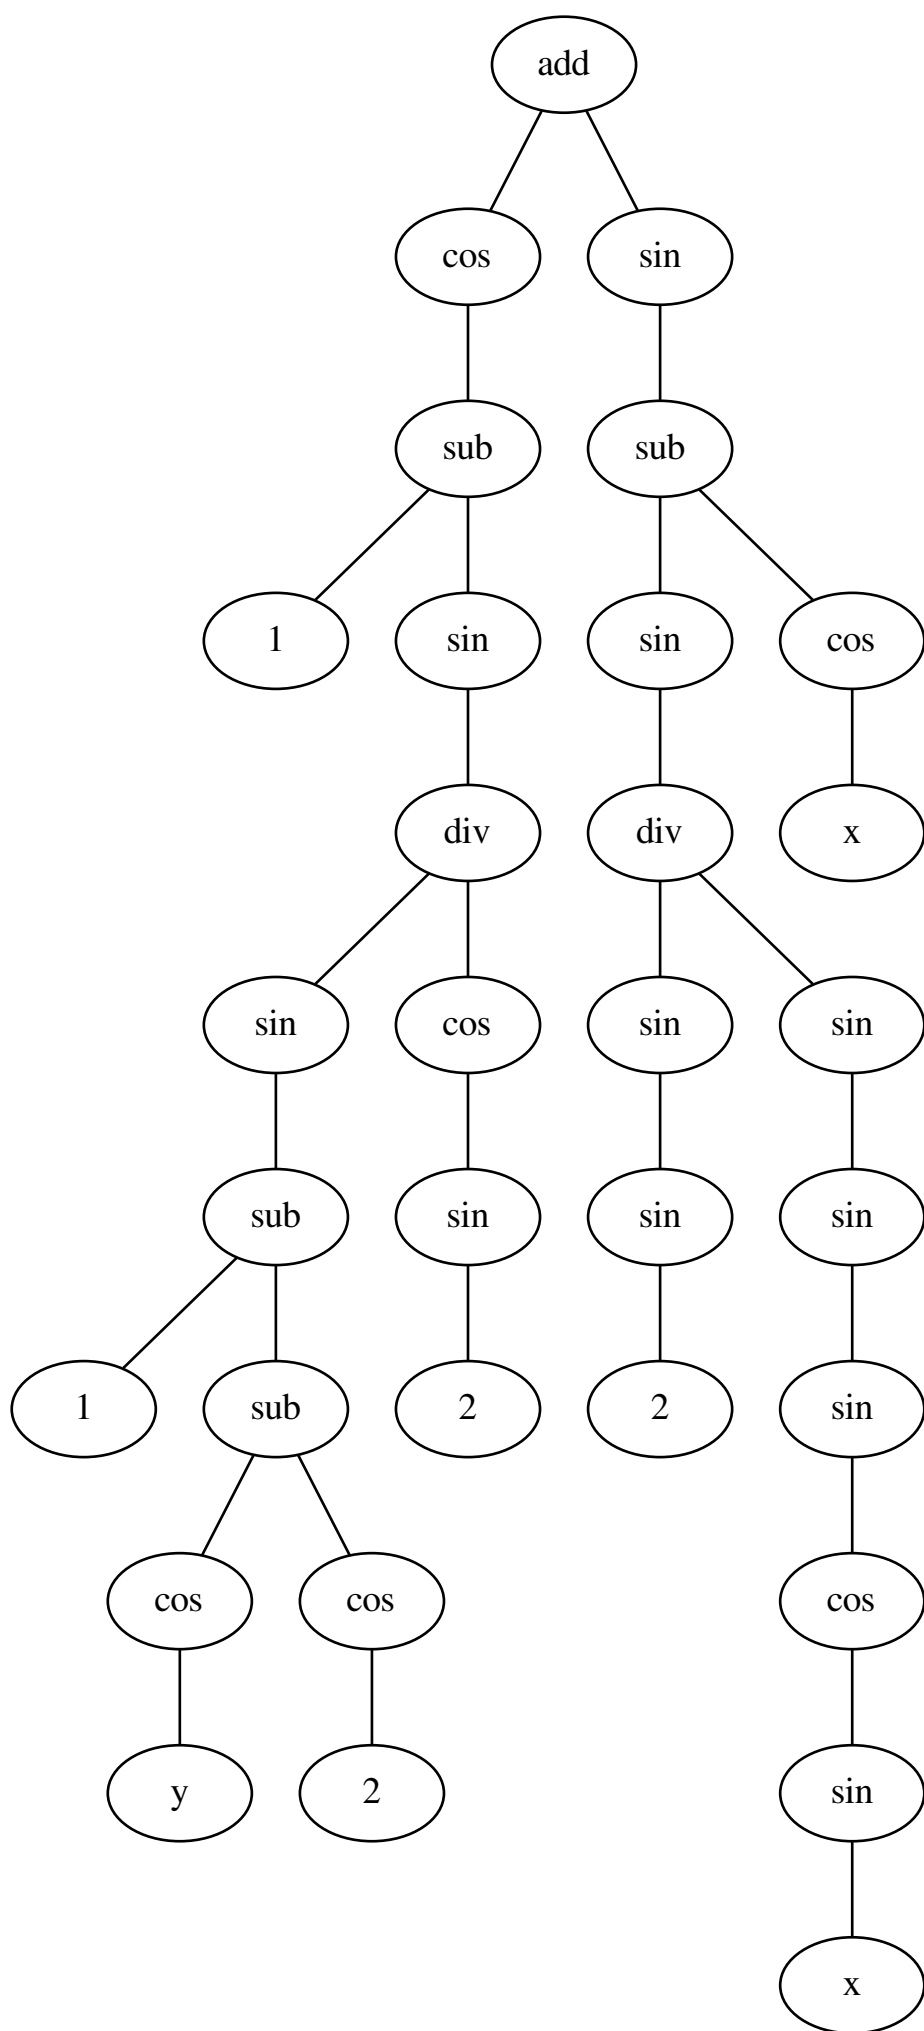 add
cos sin
sub sub
1 sin sin cos
div div x
sin cos sin sin
sub sin sin sin
1 sub 2 2 sin
cos cos cos
y 2 sin
x